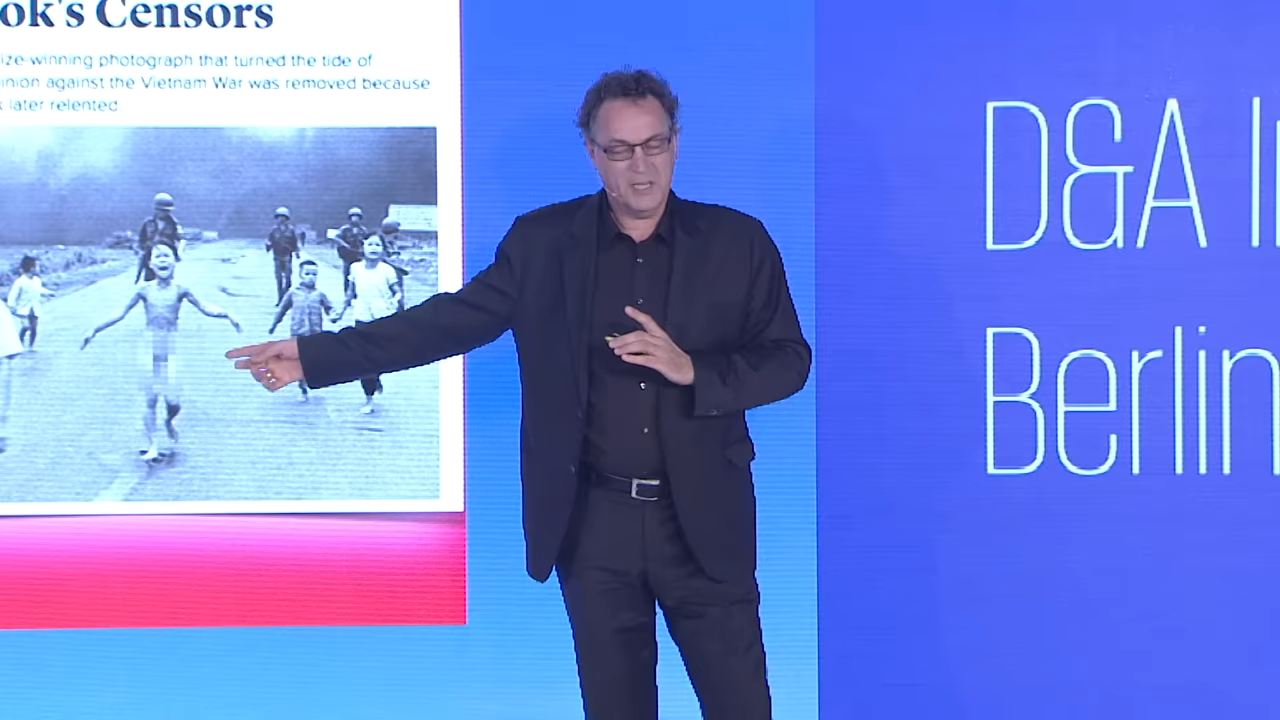 ok's Censors
ize-winning photograph that turned the tide of
inion against the Vietnam War was removed because
k later relented
D&A I
Berlin